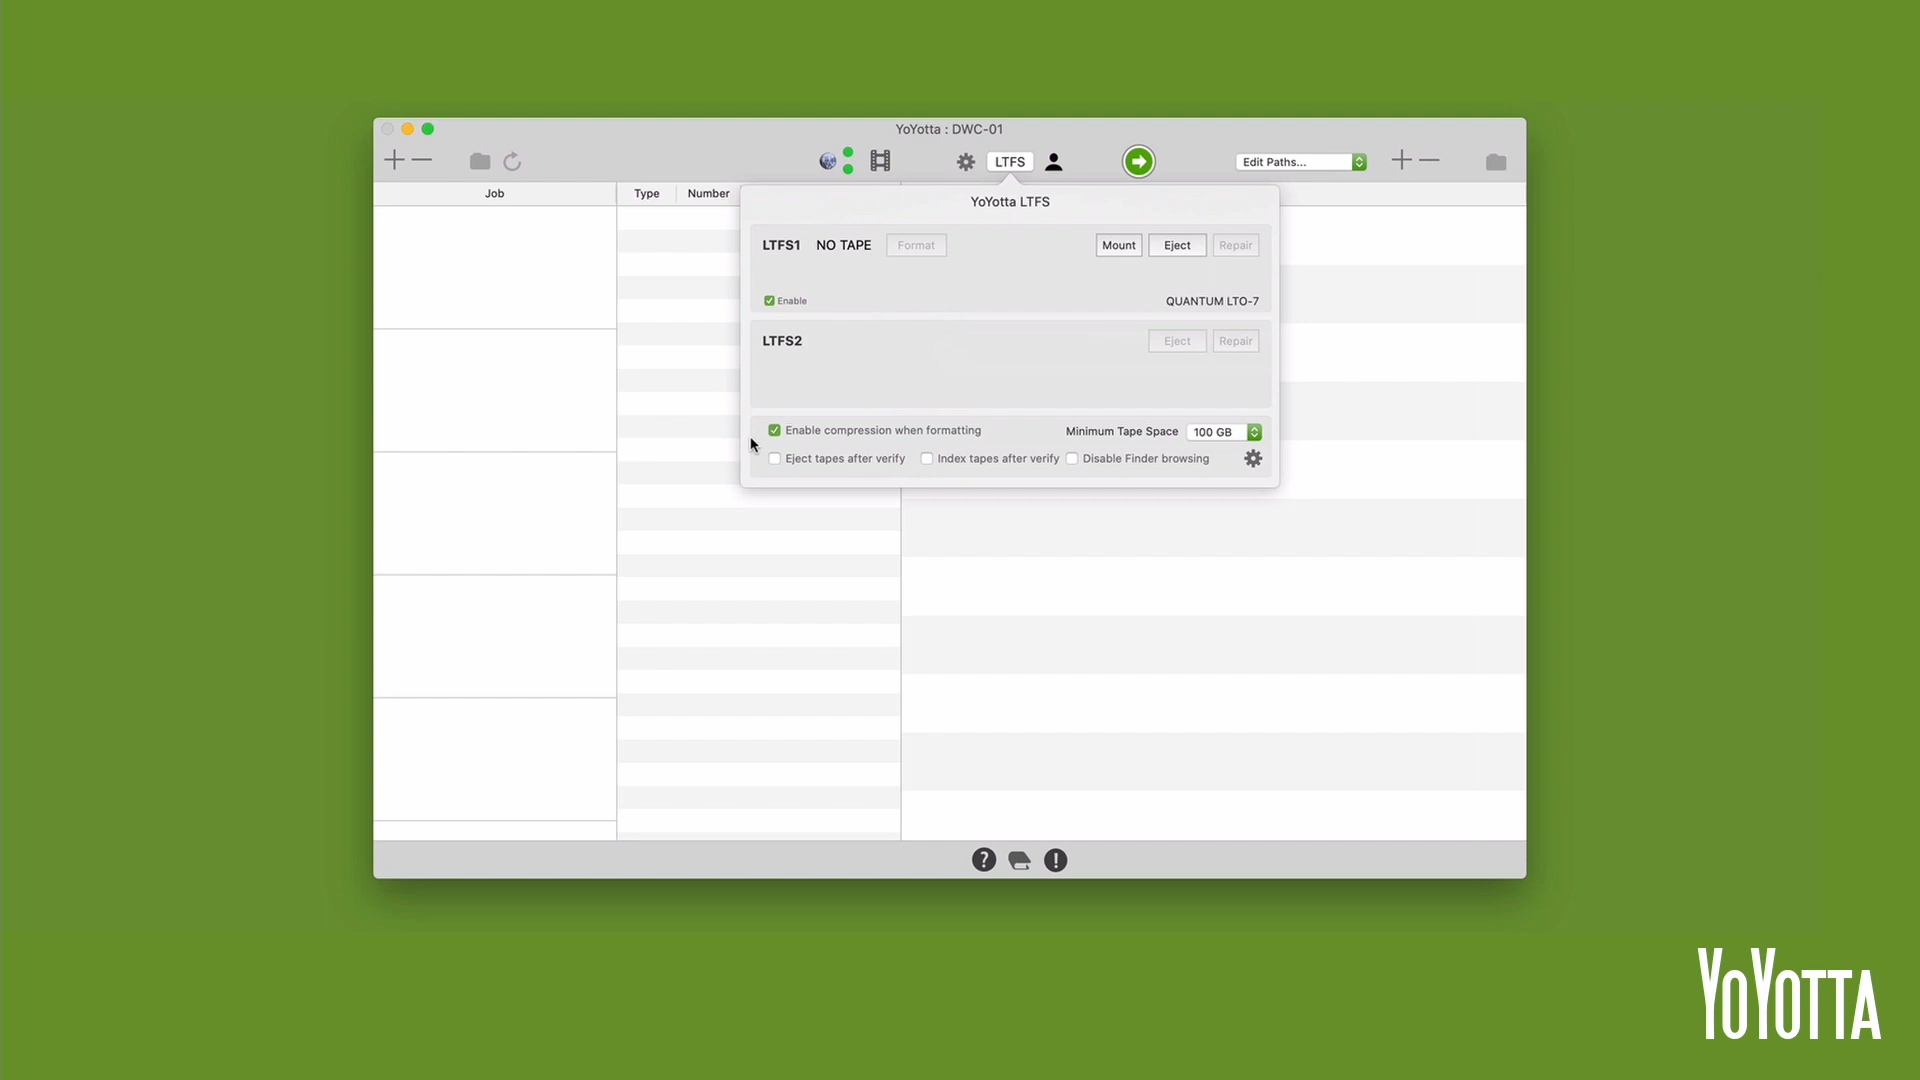 YoYotta : DWC-01
LTFS
Edit Paths...
Job
Type
Number
YoYotta LTFS
LTFS1 NO TAPE Format Mount Eject Repair
Enable QUANTUM LTO-7
LTFS2 Eject Repair
Enable compression when formatting Minimum Tape Space 100 GB
Eject tapes after verify Index tapes after verify Disable Finder browsing
YOYOTTA